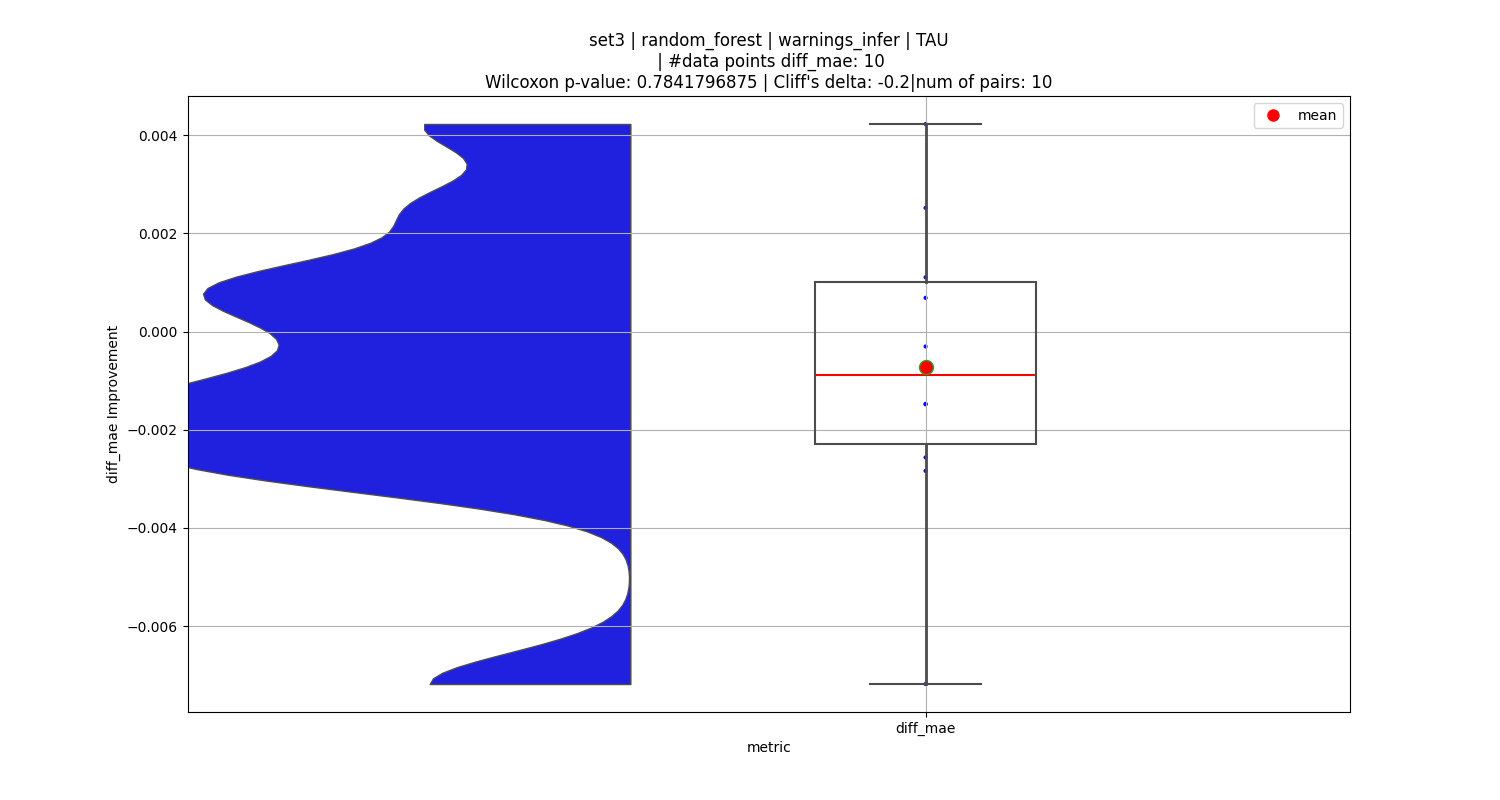 set3 | random_forest | warnings_infer | TAU
| #data points diff_mae: 10
Wilcoxon p-value: 0.7841796875 | Cliff's delta: -0.2|num of pairs: 10
mean
0.004
0.002
0.000
−0.002
−0.004
−0.006
diff_mae Improvement
diff_mae
metric